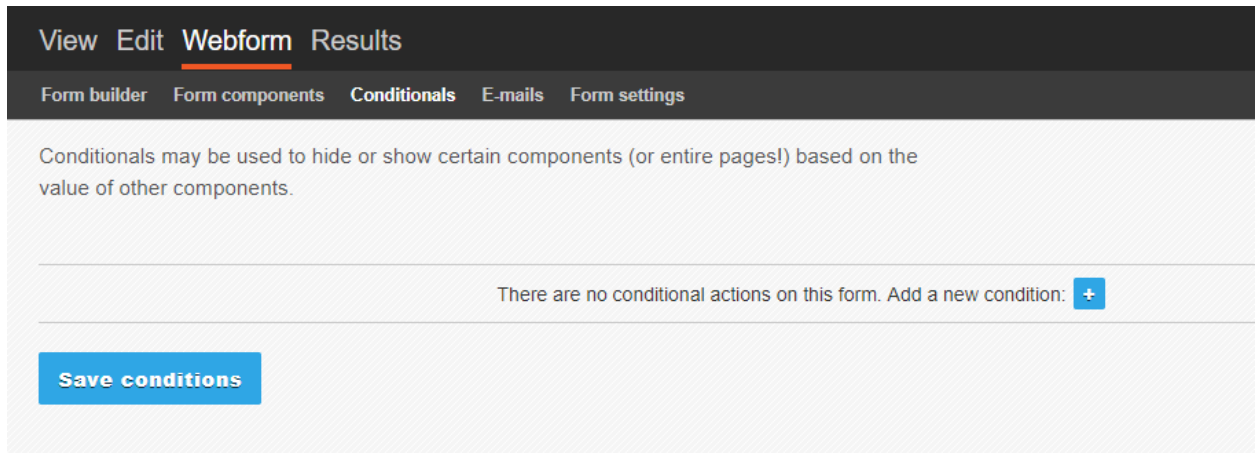 View Edit Webform Results
Form builder Form components Conditionals E-mails Form settings
Conditionals may be used to hide or show certain components (or entire pages!) based on the
value of other components.
There are no conditional actions on this form. Add a new condition: +
Save conditions